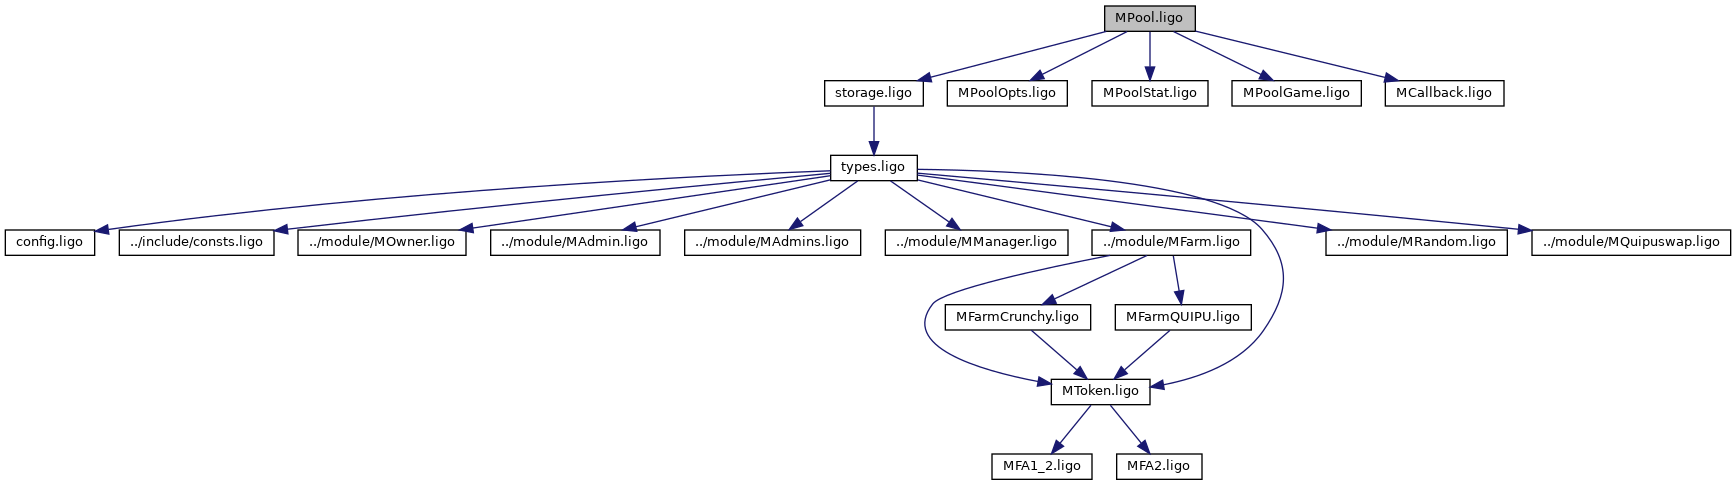 MPool.ligo
storage.ligo
MPoolOpts.ligo
MPoolStat.ligo
MPoolGame.ligo
MCallback.ligo
types.ligo
config.ligo
../include/consts.ligo
../module/MOwner.ligo
../module/MAdmin.ligo
../module/MAdmins.ligo
../module/MManager.ligo
../module/MFarm.ligo
../module/MRandom.ligo
../module/MQuipuswap.ligo
MFarmCrunchy.ligo
MFarmQUIPU.ligo
MToken.ligo
MFA1_2.ligo
MFA2.ligo